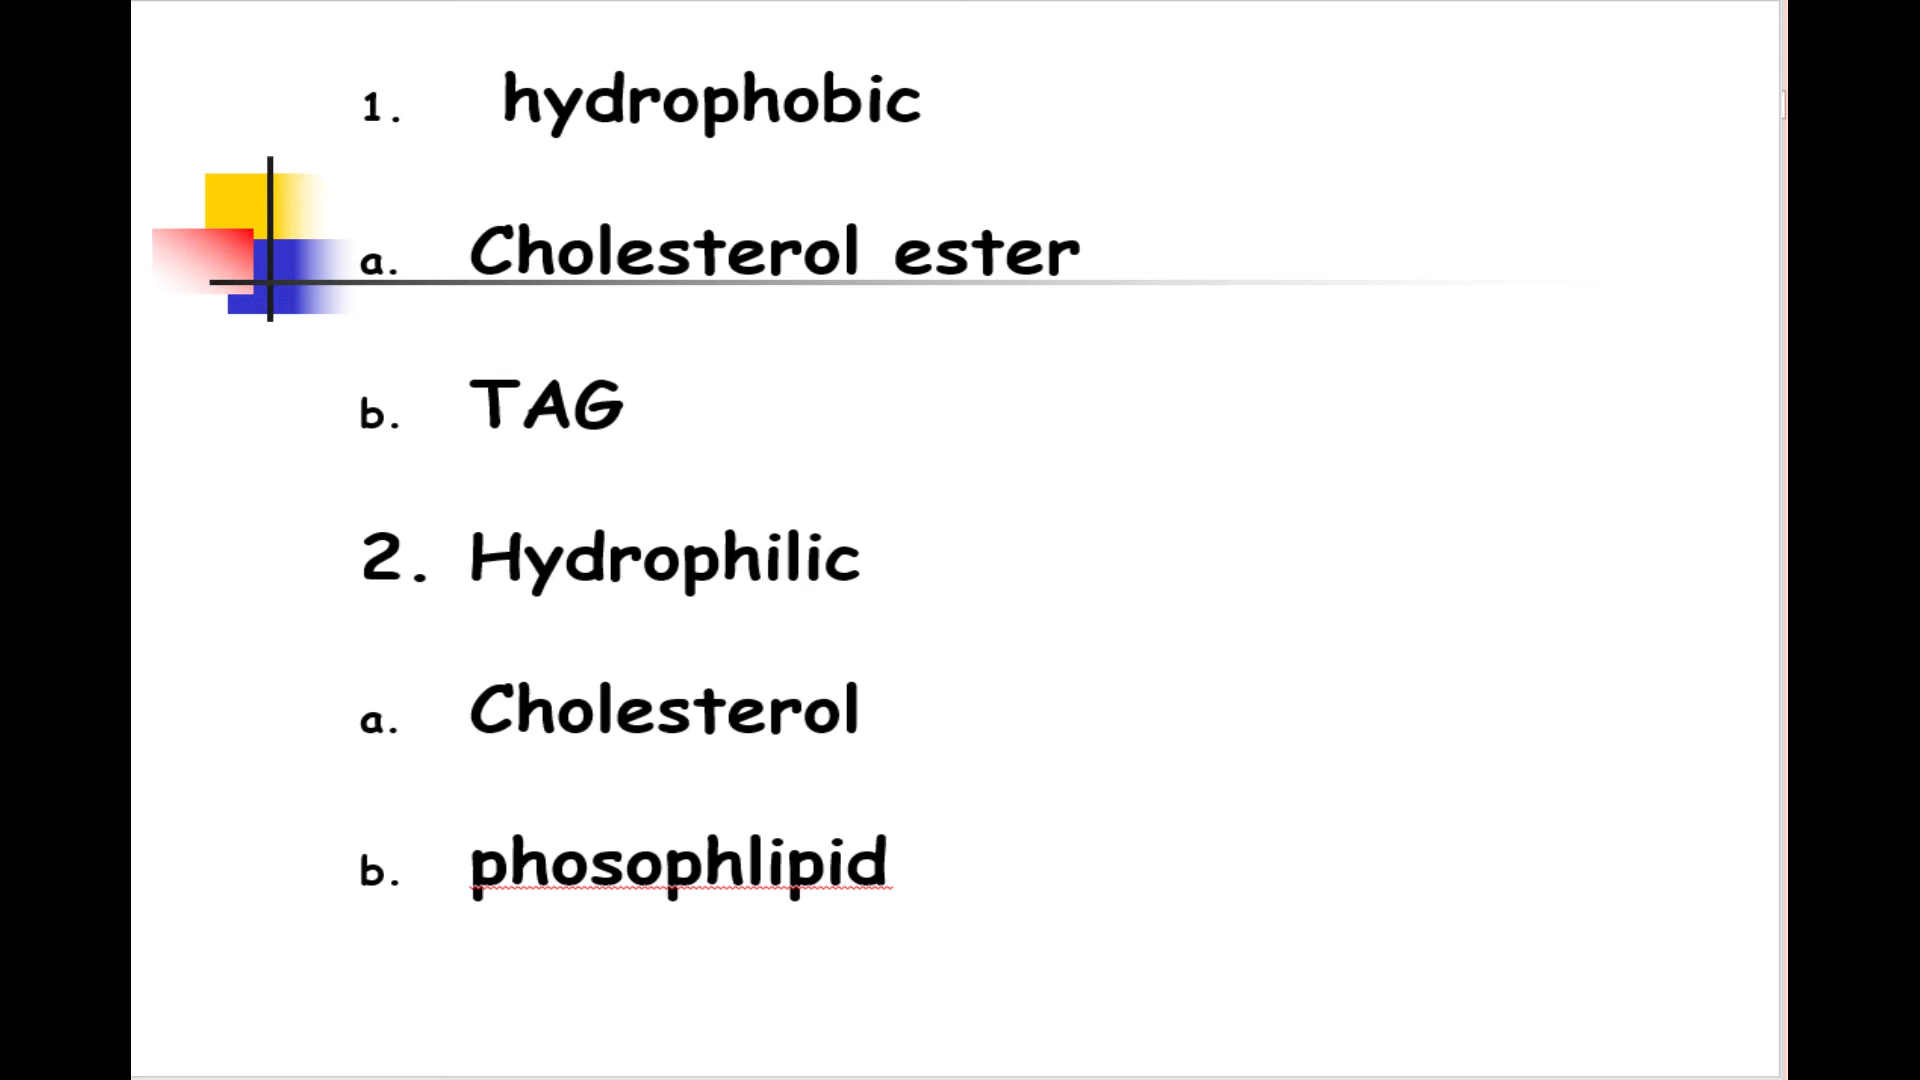 1. hydrophobic
a. Cholesterol ester
b. TAG
2. Hydrophilic
a. Cholesterol
b. phosophlipid